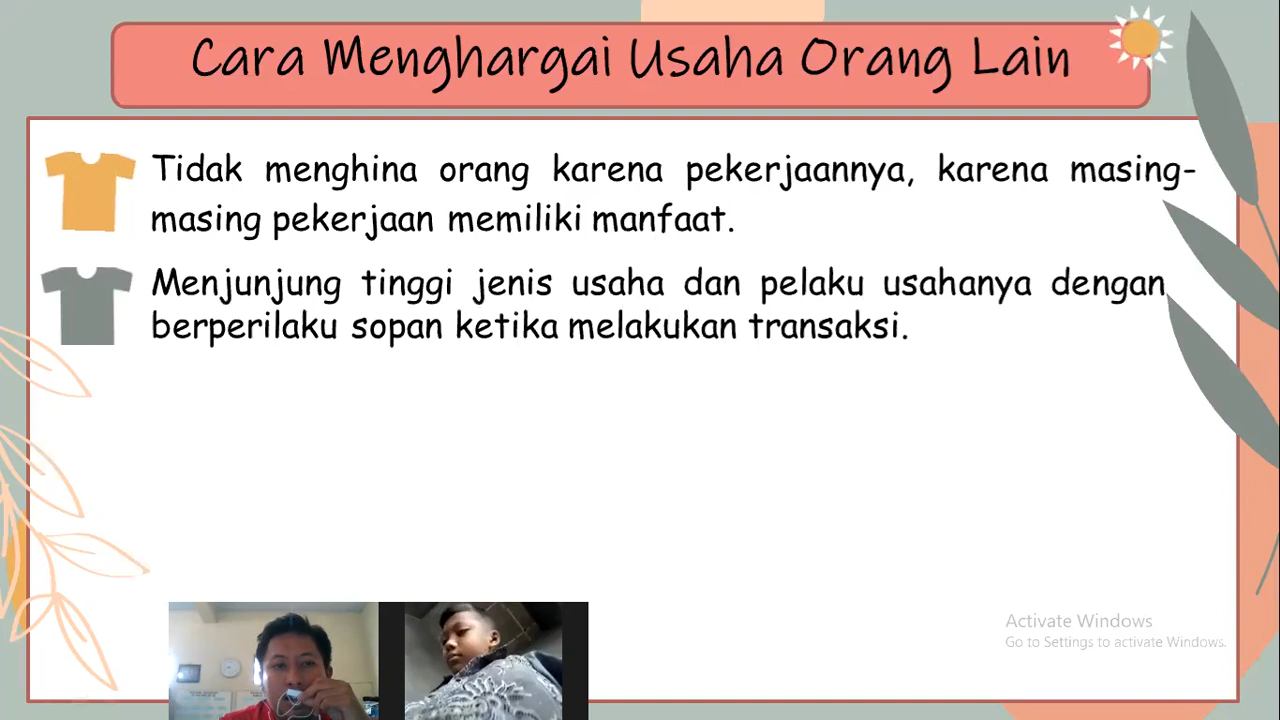 Cara Menghargai Usaha Orang Lain
Tidak menghina orang karena pekerjaannya, karena masing-
masing pekerjaan memiliki manfaat.
Menjunjung tinggi jenis usaha dan pelaku usahanya dengan
berperilaku sopan ketika melakukan transaksi.
Activate Windows
Go to Settings to activate Windows.